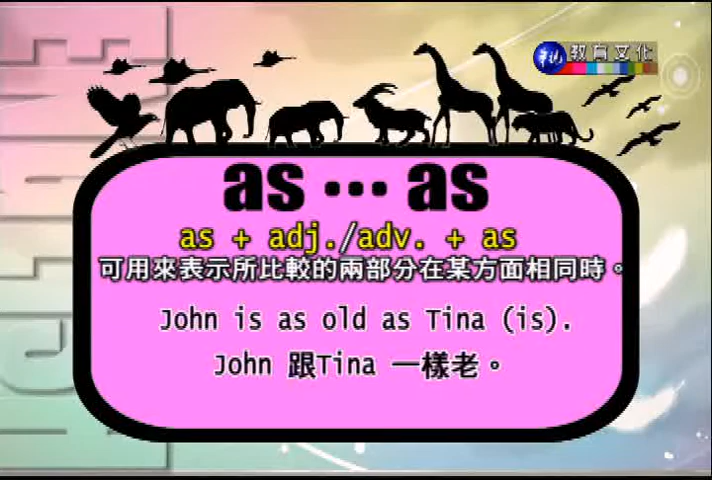 華視 教育文化
as … as
as + adj./adv. + as
可用來表示所比較的兩部分在某方面相同時。
John is as old as Tina (is).
John 跟Tina 一樣老。